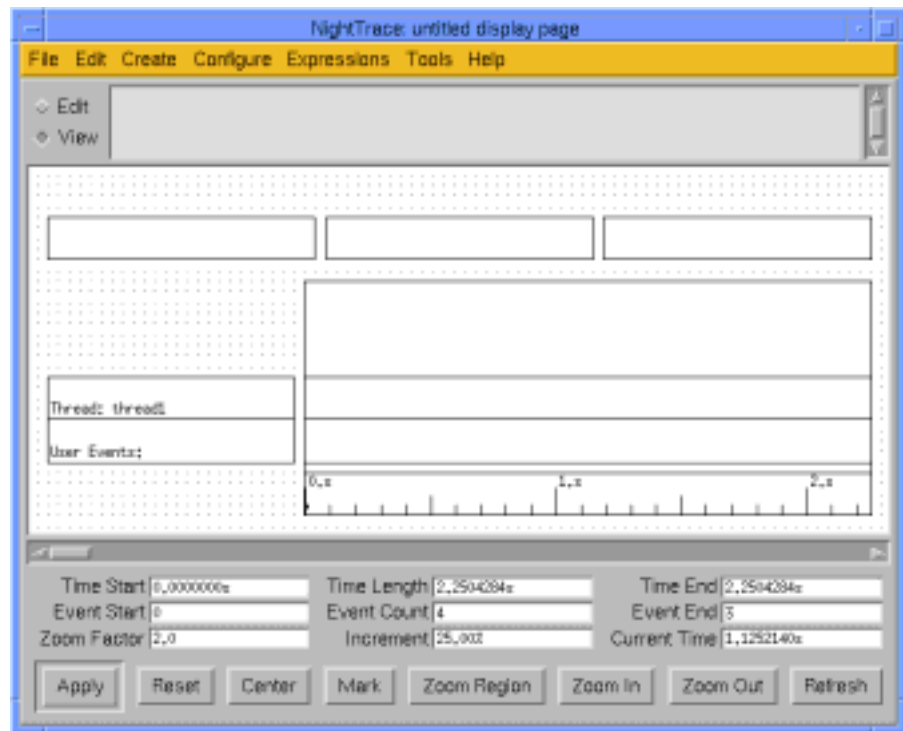 NightTrace: untitled display page
File Edit Create Configure Expressions Tools Help
Edit
View
Thread: thread1
User Events:
0.s 1.s 2.s
Time Start 0.0000000s Time Length 2.2504284s Time End 2.2504284s
Event Start 0 Event Count 4 Event End 3
Zoom Factor 2.0 Increment 25.00% Current Time 1.1252140s
Apply Reset Center Mark Zoom Region Zoom In Zoom Out Refresh